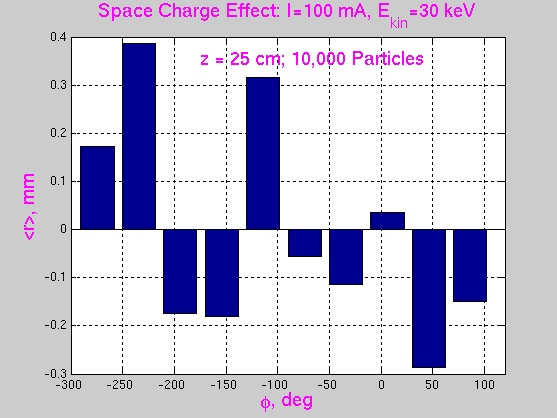 Space Charge Effect: I=100 mA, E_kin=30 keV
z = 25 cm; 10,000 Particles
<r>, mm
0.4
0.3
0.2
0.1
0
-0.1
-0.2
-0.3
-300 -250 -200 -150 -100 -50 0 50 100
ϕ, deg